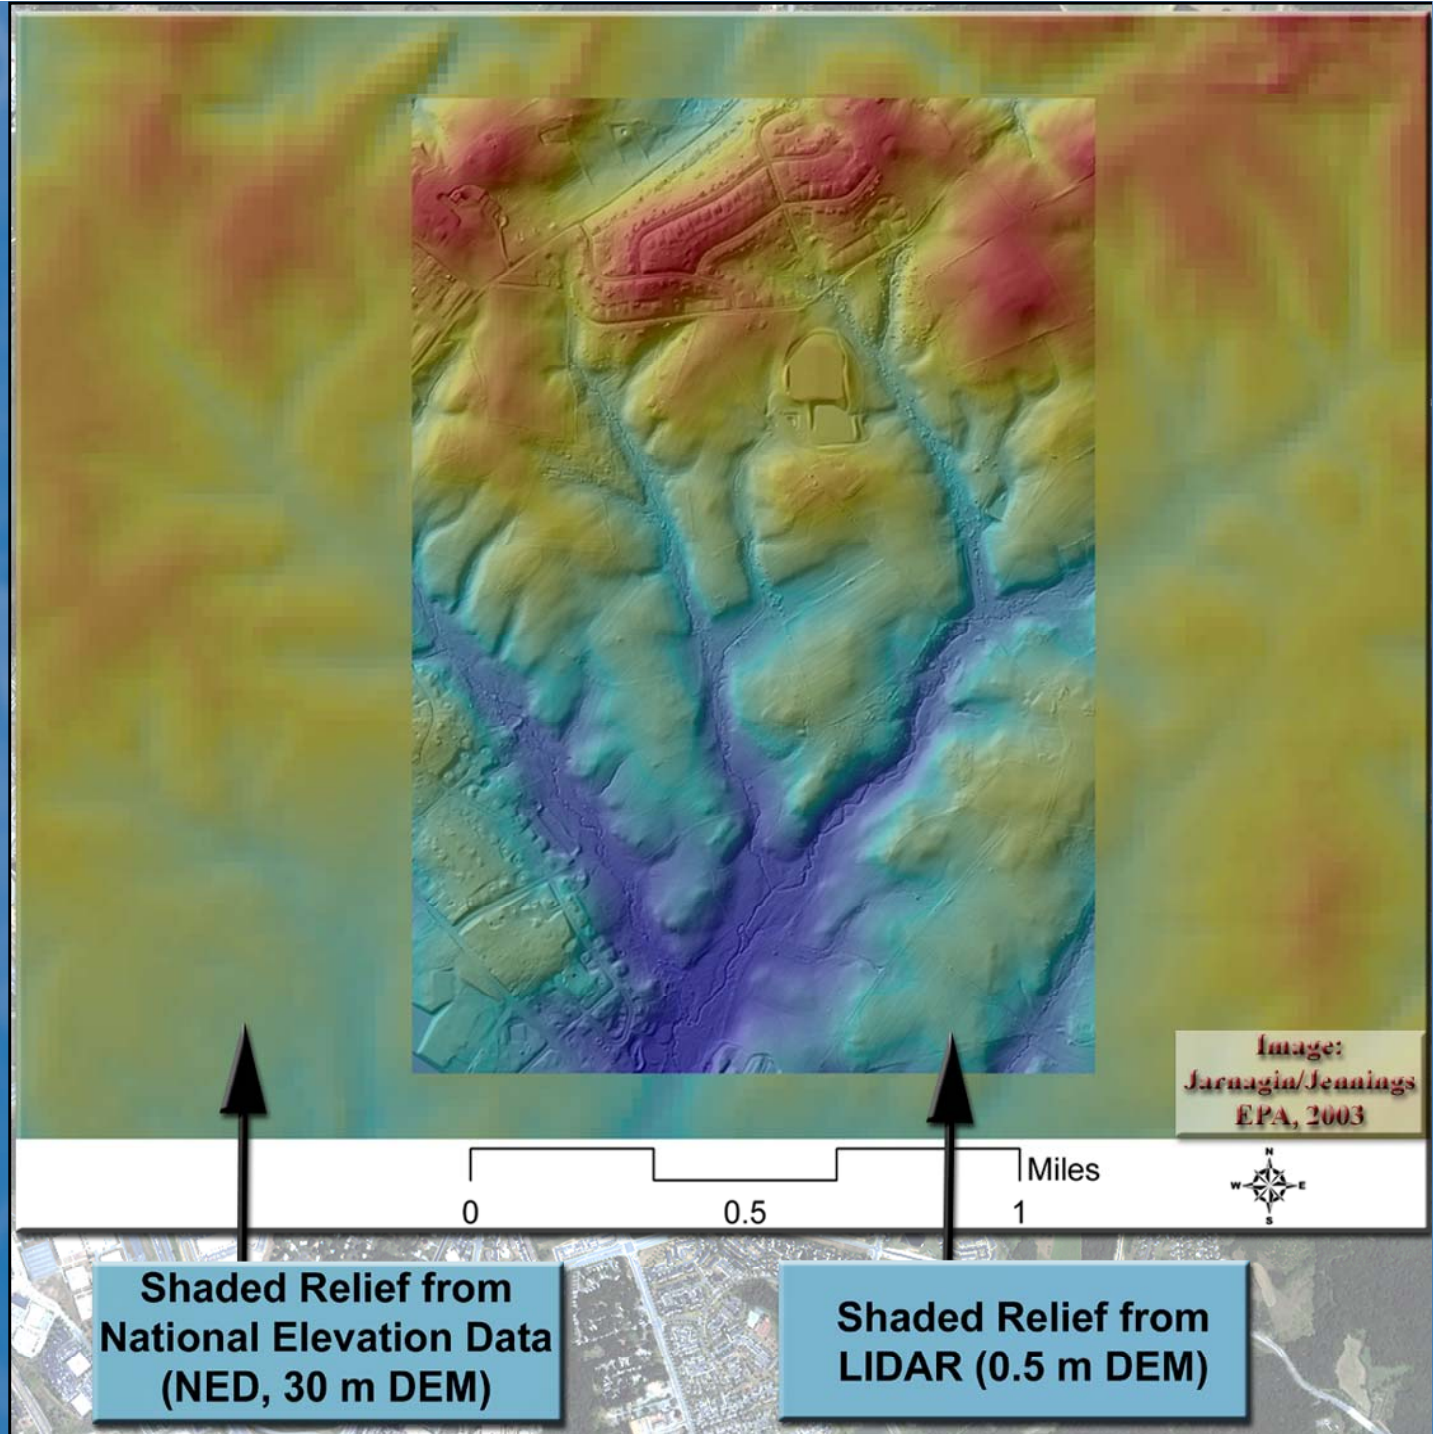 Image:
Jarnagin/Jennings
EPA, 2003
Miles
0 0.5 1
N
W E
S
Shaded Relief from
National Elevation Data
(NED, 30 m DEM)
Shaded Relief from
LIDAR (0.5 m DEM)